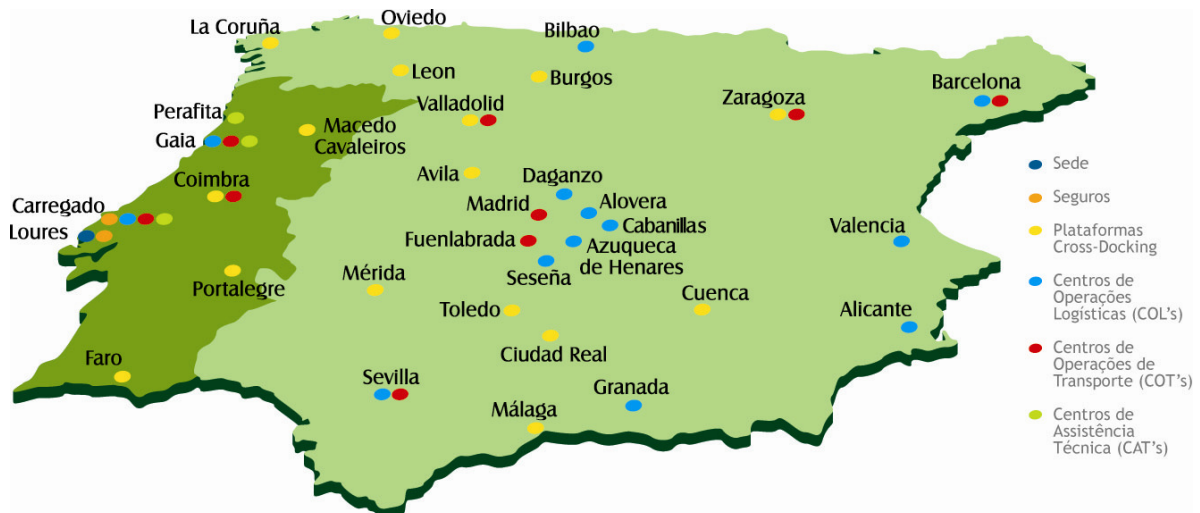 Oviedo
La Coruña
Bilbao
Leon
Burgos
Barcelona
Zaragoza
Valladolid
Perafita
Macedo
Cavaleiros
Gaia
Avila
Daganzo
Coimbra
Alovera
Madrid
Cabanillas
Carregado
Loures
Fuenlabrada
Azuqueca
de Henares
Valencia
Seseña
Mérida
Portalegre
Toledo
Cuenca
Alicante
Ciudad Real
Faro
Sevilla
Granada
Málaga
Sede
Seguros
Plataformas
Cross-Docking
Centros de
Operações
Logísticas (COL's)
Centros de
Operações de
Transporte (COT's)
Centros de
Assistência
Técnica (CAT's)